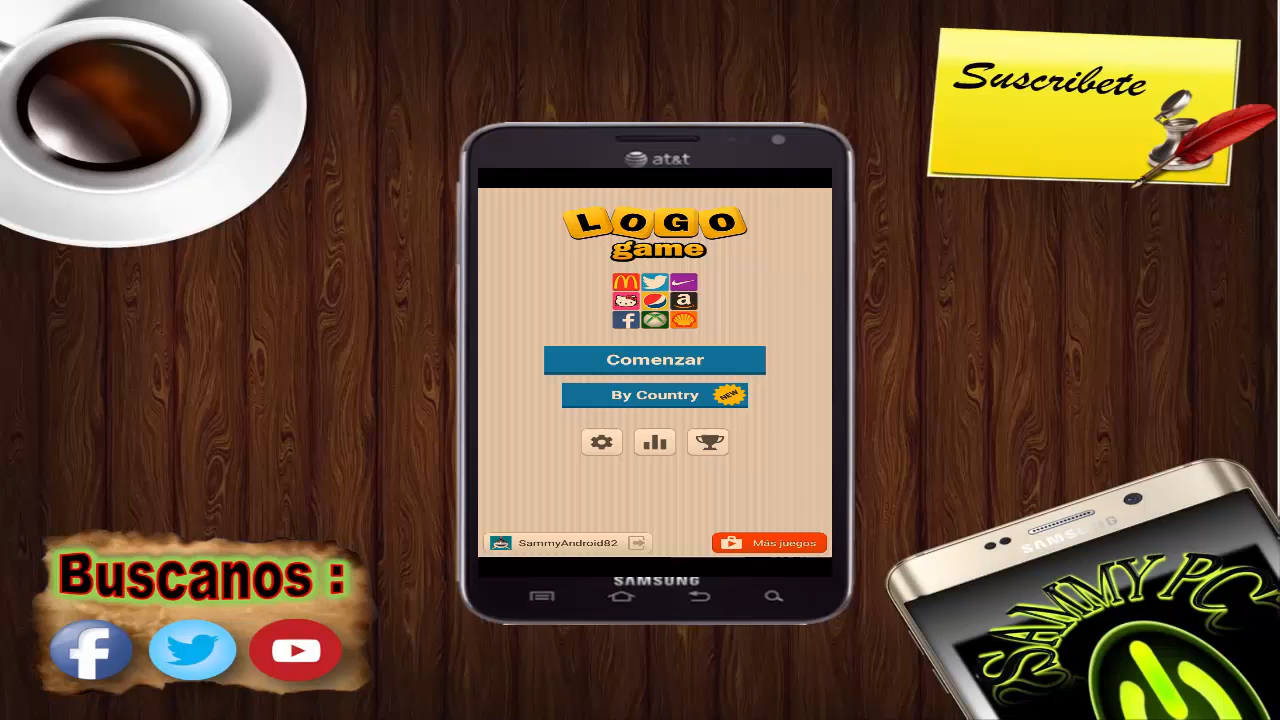 Suscribete
at&t
LOGO
game
a
f
Comenzar
By Country NEW
SammyAndroid82
Más juegos
SAMSUNG
SAMSUNG
SAMMY PC
Buscanos :
f